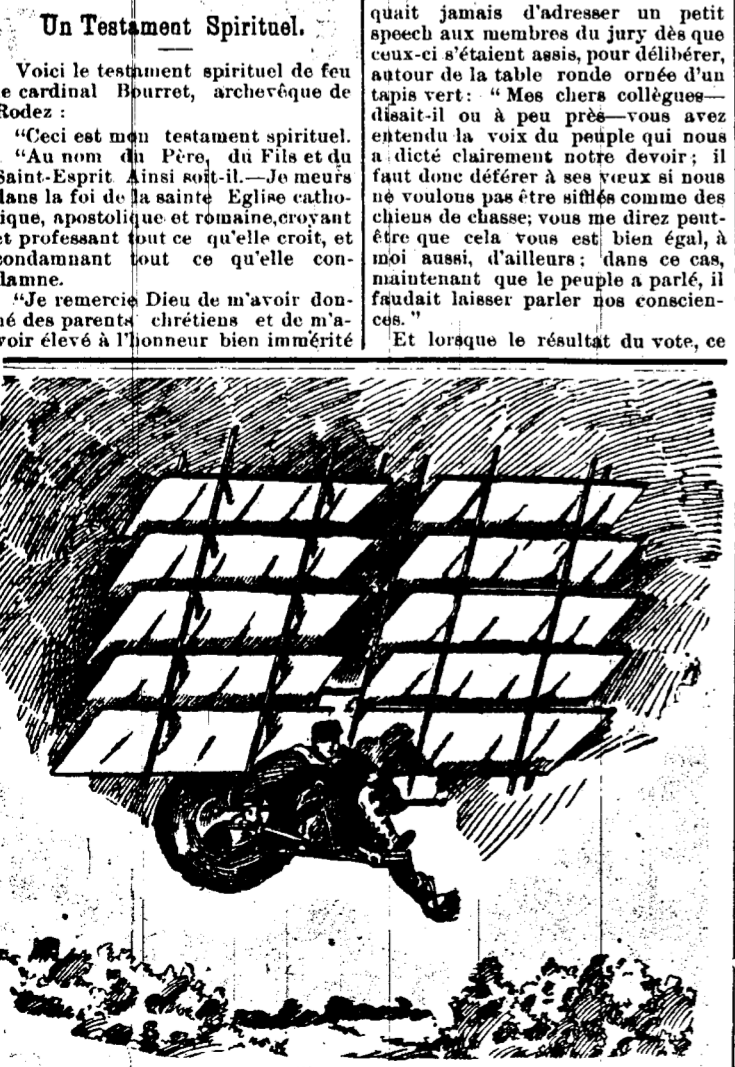 Un Testament Spirituel.
Voici le testament spirituel de feu
le cardinal Bourret, archevêque de
Rodez :
“Ceci est mon testament spirituel.
“Au nom du Père, du Fils et du
Saint-Esprit Ainsi soit-il.—Je meurs
dans la foi de la sainte Eglise catho-
lique, apostolique et romaine, croyant
et professant tout ce qu'elle croit, et
condamnant tout ce qu'elle con-
damne.
“Je remercie Dieu de m'avoir don-
né des parents chrétiens et de m'a-
voir élevé à l'honneur bien immérité
quait jamais d'adresser un petit
speech aux membres du jury dès que
ceux-ci s'étaient assis, pour délibérer,
autour de la table ronde ornée d'un
tapis vert: “Mes chers collègues—
disait-il ou à peu près—vous avez
entendu la voix du peuple qui nous
a dicté clairement notre devoir ; il
faut donc déférer à ses vœux si nous
ne voulons pas être sifflés comme des
chiens de chasse; vous me direz peut-
être que cela vous est bien égal, à
moi aussi, d'ailleurs ; dans ce cas,
maintenant que le peuple a parlé, il
faudait laisser parler nos conscien-
ces.”
Et lorsque le résultat du vote, ce